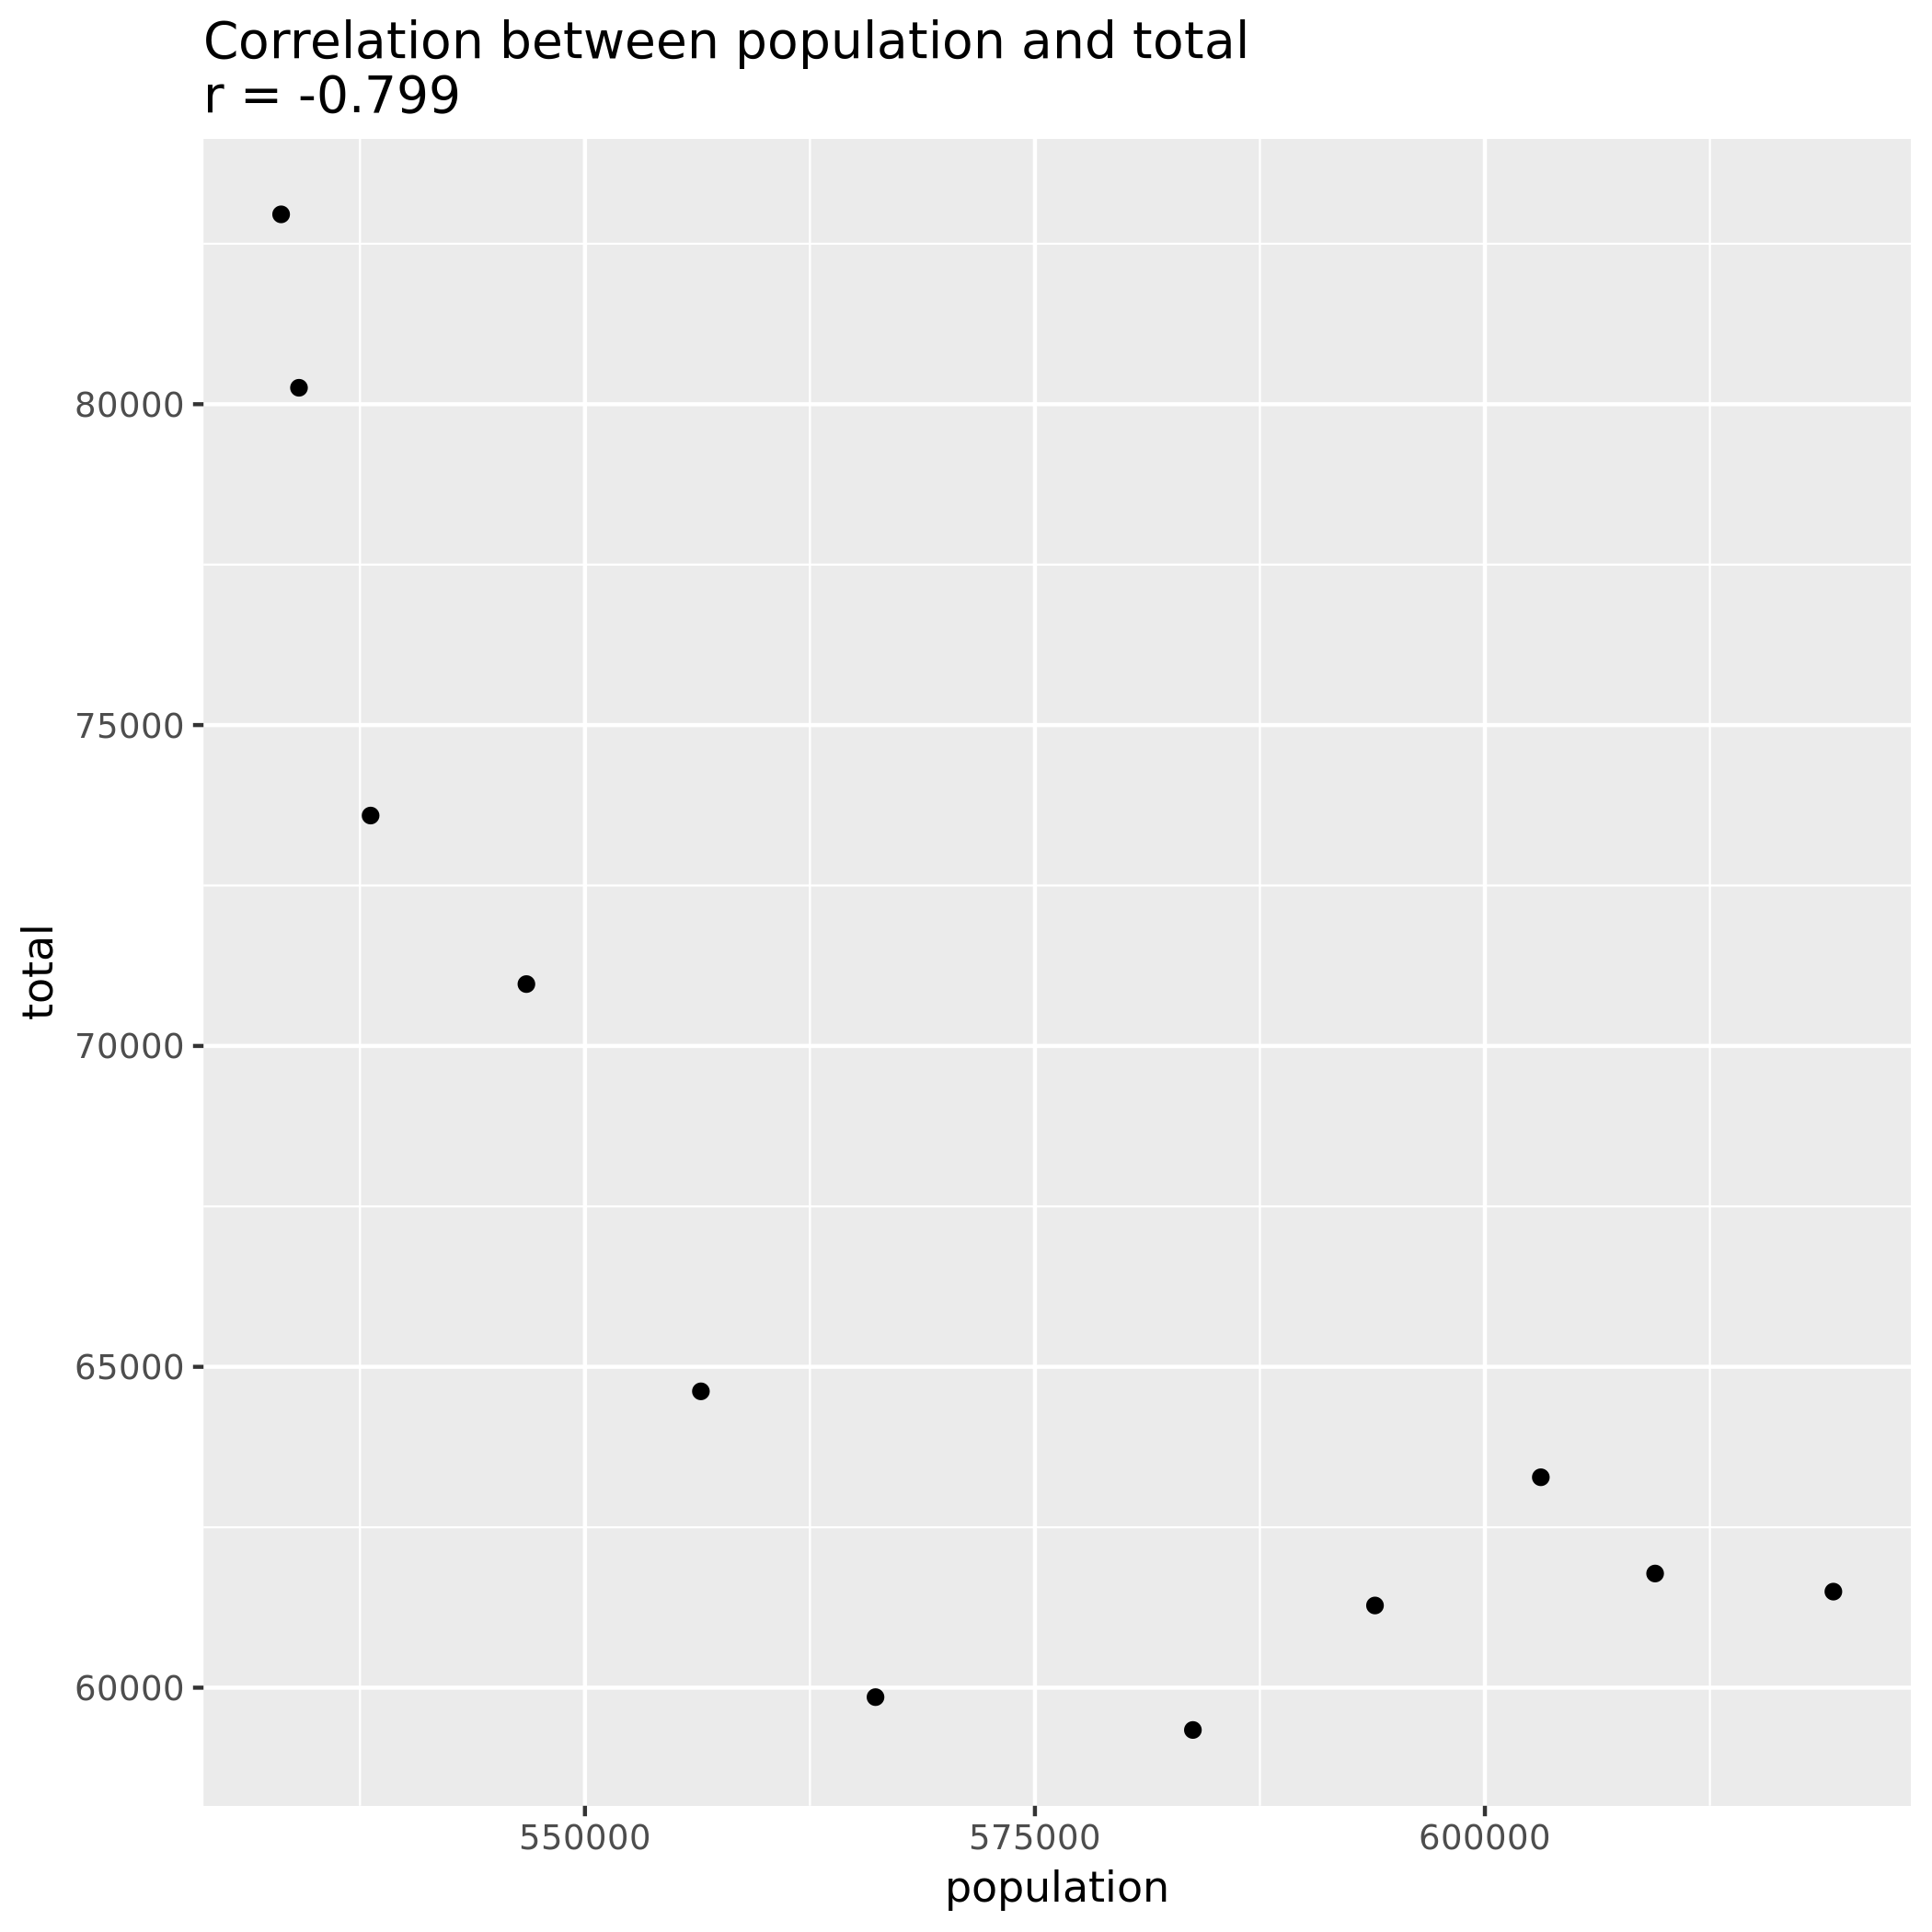 Correlation between population and total
r = -0.799
total
80000
75000
70000
65000
60000
550000 575000 600000
population